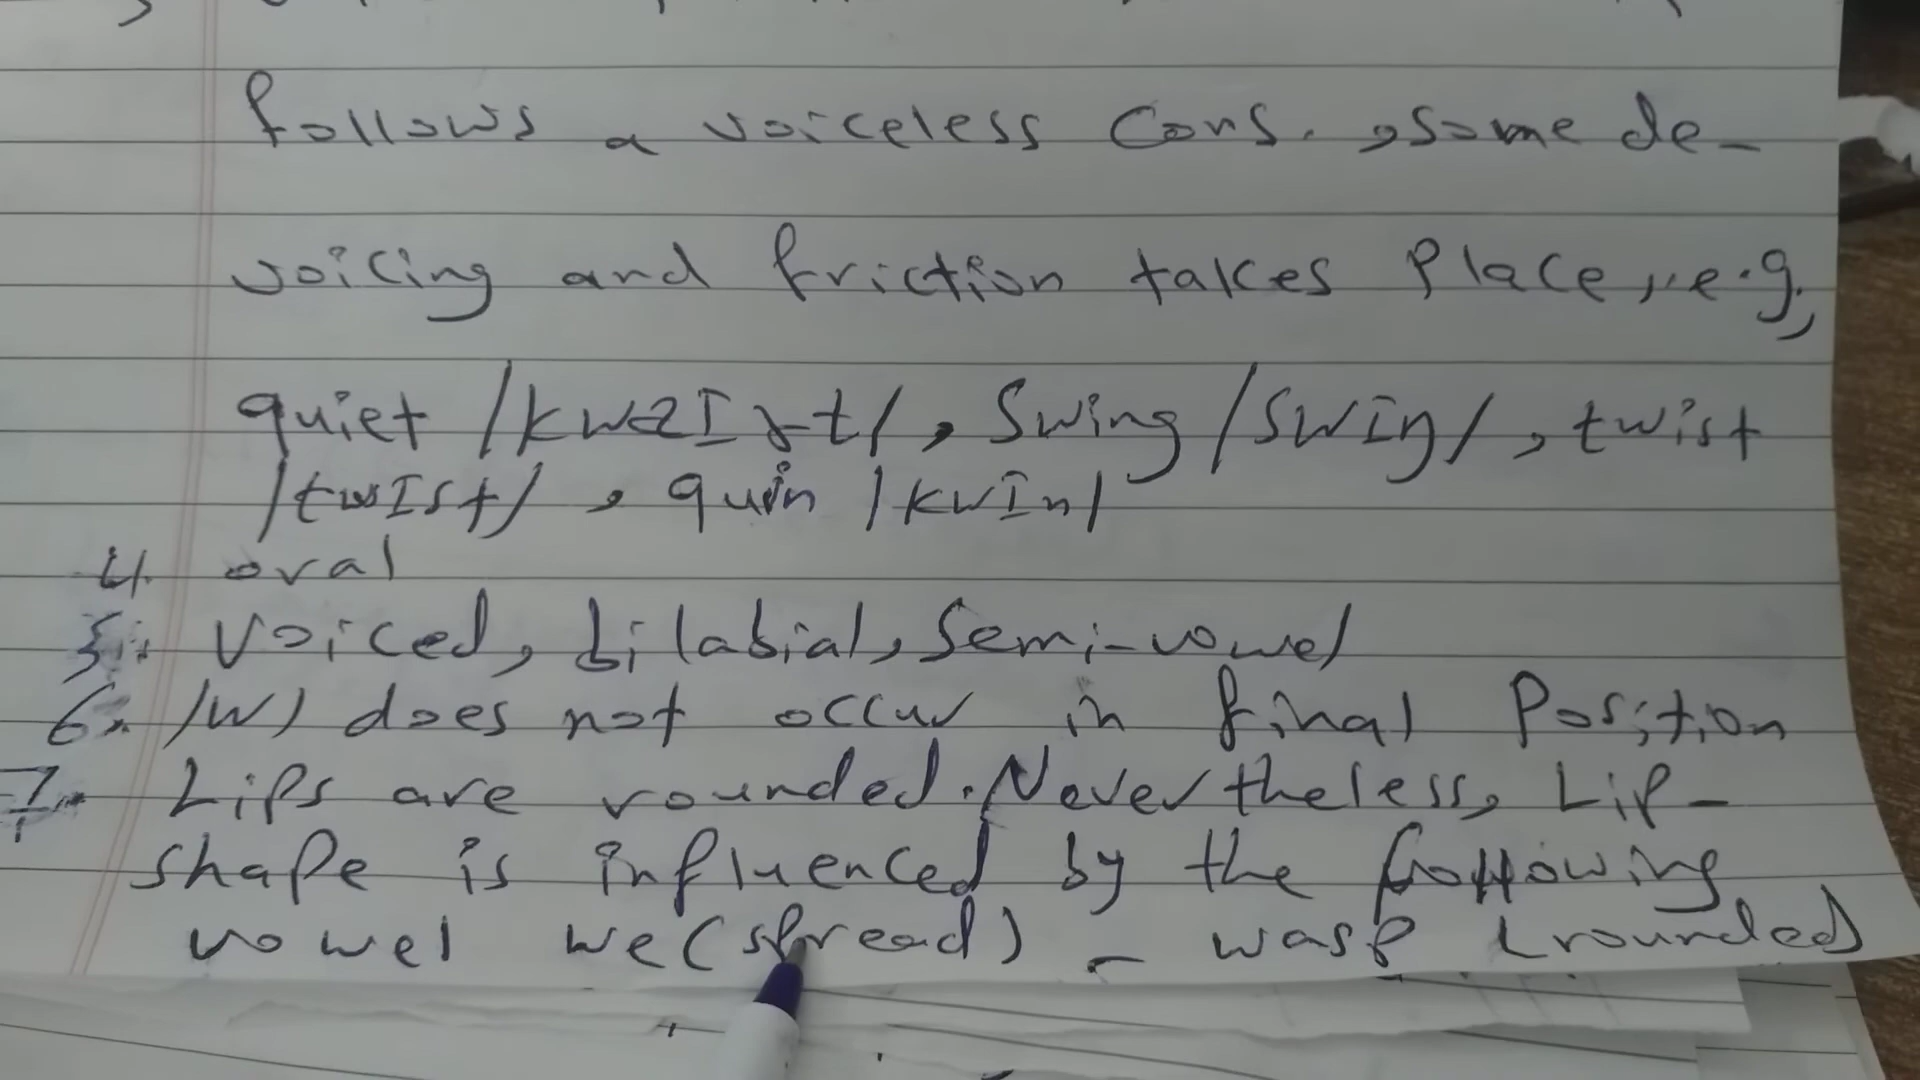 follows a voiceless cons. , some de-
voicing and friction takes place, e.g,
quiet /kwaIət/, swing /swIŋ/, twist
/twIst/ , quin /kwIn/
4. oral
5. Voiced, bilabial, semi-vowel
6. /w/ does not occur in final position
7. Lips are rounded. Nevertheless, Lip-
shape is influenced by the following
vowel we (spread) - wasp (rounded)